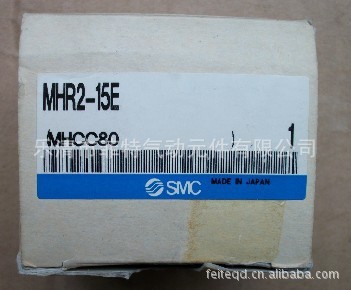 MHR2-15E
MHCC80 1
SMC MADE IN JAPAN
feiteqd.cn.alibaba.com